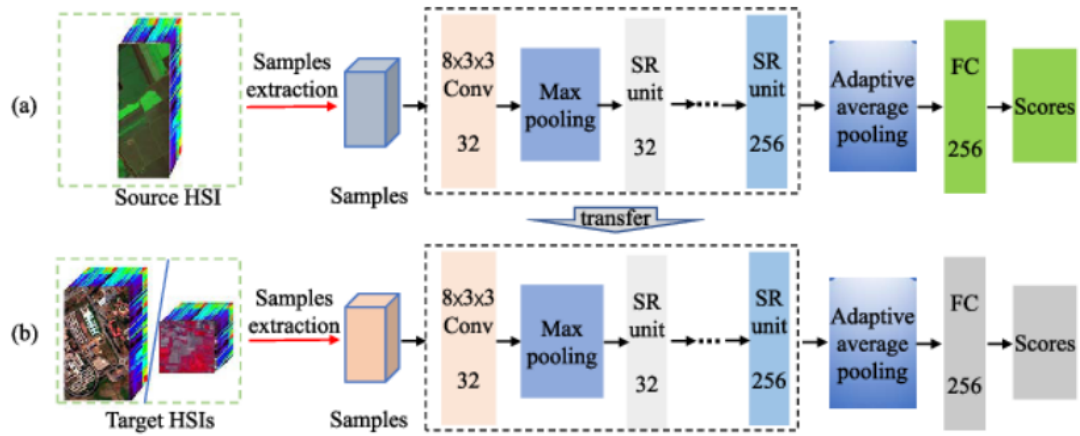 (a)
Source HSI
Samples
extraction
Samples
8x3x3
Conv
32
Max
pooling
SR
unit
32
SR
unit
256
Adaptive
average
pooling
FC
256
Scores
transfer
(b)
Target HSIs
Samples
extraction
Samples
8x3x3
Conv
32
Max
pooling
SR
unit
32
SR
unit
256
Adaptive
average
pooling
FC
256
Scores